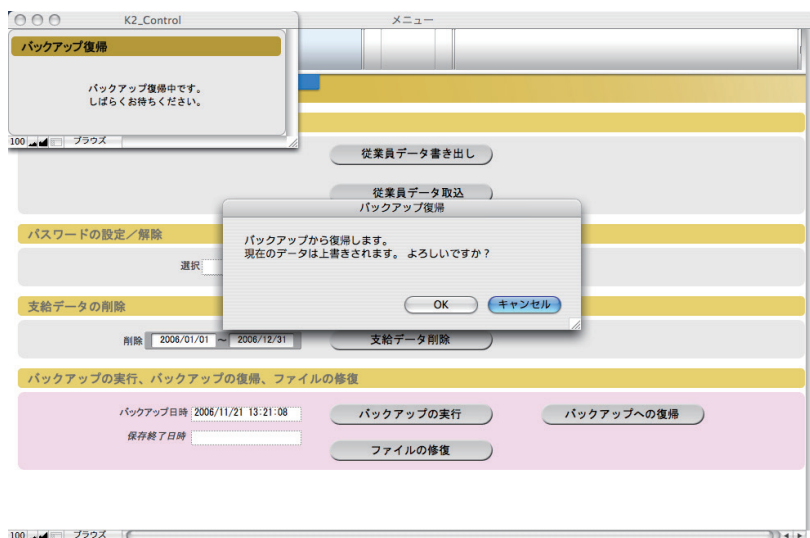 K2_Control
メニュー
バックアップ復帰
バックアップ復帰中です。
しばらくお待ちください。
100
ブラウズ
従業員データ書き出し
従業員データ取込
バックアップ復帰
バックアップから復帰します。
現在のデータは上書きされます。 よろしいですか？
OK
キャンセル
パスワードの設定／解除
選択
支給データの削除
削除 2006/01/01 ~ 2006/12/31
支給データ削除
バックアップの実行、バックアップの復帰、ファイルの修復
バックアップ日時 2006/11/21 13:21:08
バックアップの実行
バックアップへの復帰
保存終了日時
ファイルの修復
100
ブラウズ